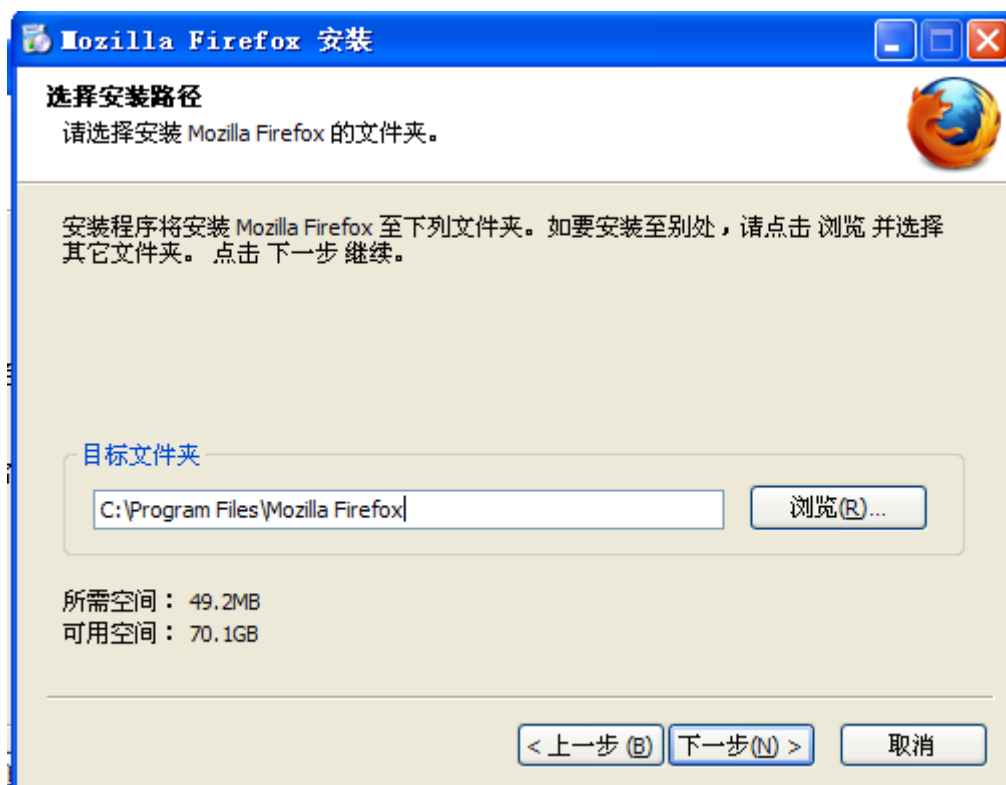 Mozilla Firefox 安装
选择安装路径
请选择安装 Mozilla Firefox 的文件夹。
安装程序将安装 Mozilla Firefox 至下列文件夹。如要安装至别处，请点击 浏览 并选择
其它文件夹。 点击 下一步 继续。
目标文件夹
C:\Program Files\Mozilla Firefox
浏览(R)...
所需空间： 49.2MB
可用空间： 70.1GB
< 上一步 (B)
下一步(N) >
取消